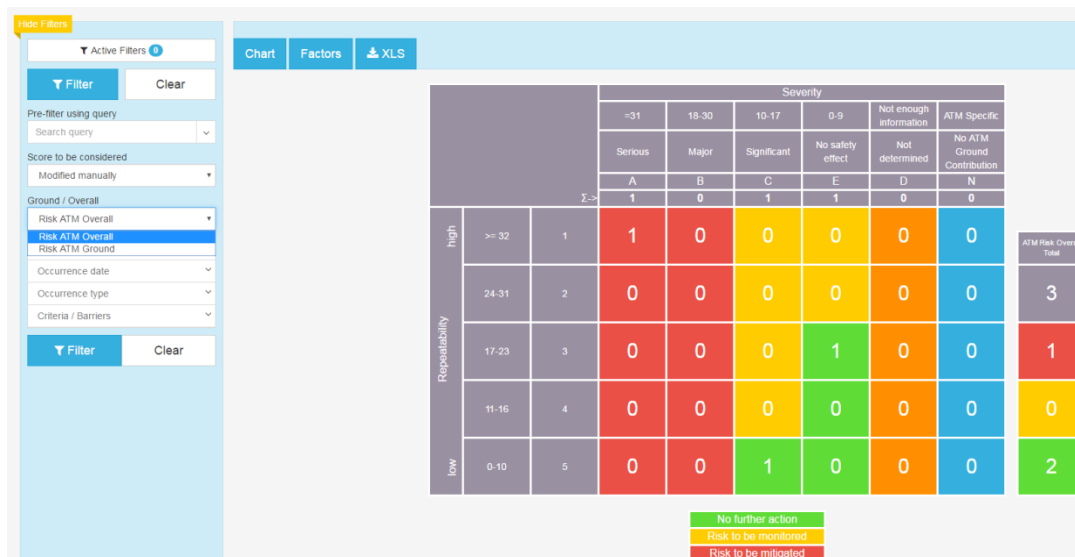 Hide Filters
Active Filters 0
Filter Clear
Pre-filter using query
Search query
Score to be considered
Modified manually
Ground / Overall
Risk ATM Overall
Risk ATM Overall
Risk ATM Ground
Occurrence date
Occurrence type
Criteria / Barriers
Filter Clear
Chart Factors XLS
Severity
=31 18-30 10-17 0-9 Not enough information ATM Specific
Serious Major Significant No safety effect Not determined No ATM Ground Contribution
A B C E D N
Σ-> 1 0 1 1 0 0
Repeatability
high >= 32 1 1 0 0 0 0 0
24-31 2 0 0 0 0 0 0
17-23 3 0 0 0 1 0 0
11-16 4 0 0 0 0 0 0
low 0-10 5 0 0 1 0 0 0
ATM Risk Overa
Total
3
1
0
2
No further action
Risk to be monitored
Risk to be mitigated